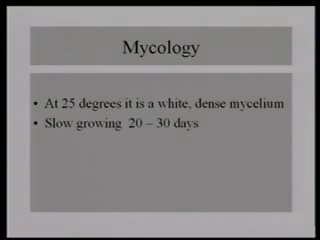 Mycology
• At 25 degrees it is a white, dense mycelium
• Slow growing 20 – 30 days